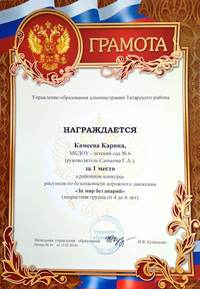 ГРАМОТА
Управление образования администрации Татарского района
НАГРАЖДАЕТСЯ
Камеева Карина,
МБДОУ - детский сад № 6
(руководитель Санькова Г.А.),
за 1 место
в районном конкурсе
рисунков по безопасности дорожного движения
«За мир без аварий»
(возрастная группа от 4 до 6 лет)
Начальник управления образования